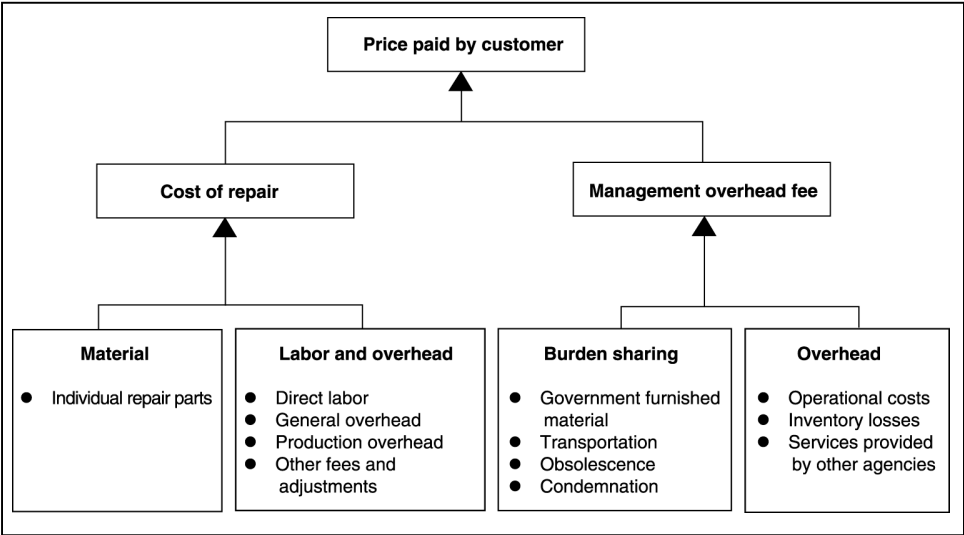 Price paid by customer
Cost of repair
Management overhead fee
Material
● Individual repair parts
Labor and overhead
● Direct labor
● General overhead
● Production overhead
● Other fees and
adjustments
Burden sharing
● Government furnished
material
● Transportation
● Obsolescence
● Condemnation
Overhead
● Operational costs
● Inventory losses
● Services provided
by other agencies